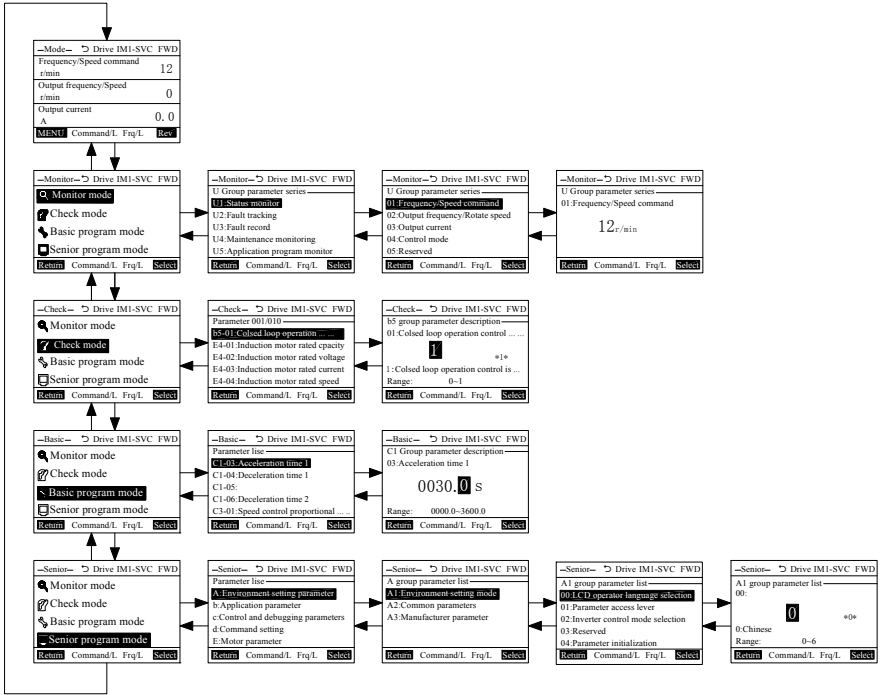 –Mode– Drive IM1-SVC FWD
Frequency/Speed command
r/min 12
Output frequency/Speed
r/min 0
Output current
A 0.0
MENU Command/L Frq/L Rev
–Monitor– Drive IM1-SVC FWD
Monitor mode
Check mode
Basic program mode
Senior program mode
Return Command/L Frq/L Select
–Monitor– Drive IM1-SVC FWD
U Group parameter series
U1:Status monitor
U2:Fault tracking
U3:Fault record
U4:Maintenance monitoring
U5:Application program monitor
Return Command/L Frq/L Select
–Monitor– Drive IM1-SVC FWD
U Group parameter series
01:Frequency/Speed command
02:Output frequency/Rotate speed
03:Output current
04:Control mode
05:Reserved
Return Command/L Frq/L Select
–Monitor– Drive IM1-SVC FWD
U Group parameter series
01:Frequency/Speed command
12r/min
Return Command/L Frq/L Select
–Check– Drive IM1-SVC FWD
Monitor mode
Check mode
Basic program mode
Senior program mode
Return Command/L Frq/L Select
–Check– Drive IM1-SVC FWD
Parameter 001/010
b5-01:Colsed loop operation ... ...
E4-01:Induction motor rated cpacity
E4-02:Induction motor rated voltage
E4-03:Induction motor rated current
E4-04:Induction motor rated speed
Return Command/L Frq/L Select
–Check– Drive IM1-SVC FWD
b5 group parameter description
01:Colsed loop operation control ... ...
1
*1*
1:Colsed loop operation control is ...
Range: 0~1
Return Command/L Frq/L Select
–Basic– Drive IM1-SVC FWD
Monitor mode
Check mode
Basic program mode
Senior program mode
Return Command/L Frq/L Select
–Basic– Drive IM1-SVC FWD
Parameter lise
C1-03:Acceleration time 1
C1-04:Deceleration time 1
C1-05:
C1-06:Deceleration time 2
C3-01:Speed control proportional ... ..
Return Command/L Frq/L Select
–Basic– Drive IM1-SVC FWD
C1 Group parameter description
03:Acceleration time 1
0030.0 s
Range: 0000.0~3600.0
Return Command/L Frq/L Select
–Senior– Drive IM1-SVC FWD
Monitor mode
Check mode
Basic program mode
Senior program mode
Return Command/L Frq/L Select
–Senior– Drive IM1-SVC FWD
Parameter lise
A:Environment setting parameter
b:Application parameter
c:Control and debugging parameters
d:Command setting
E:Motor parameter
Return Command/L Frq/L Select
–Senior– Drive IM1-SVC FWD
A group parameter list
A1:Environment setting mode
A2:Common parameters
A3:Manufacturer parameter
Return Command/L Frq/L Select
–Senior– Drive IM1-SVC FWD
A1 group parameter list
00:LCD operator language selection
01:Parameter access lever
02:Inverter control mode selection
03:Reserved
04:Parameter initialization
Return Command/L Frq/L Select
–Senior– Drive IM1-SVC FWD
A1 group parameter list
00:
0
*0*
0:Chinese
Range: 0~6
Return Command/L Frq/L Select